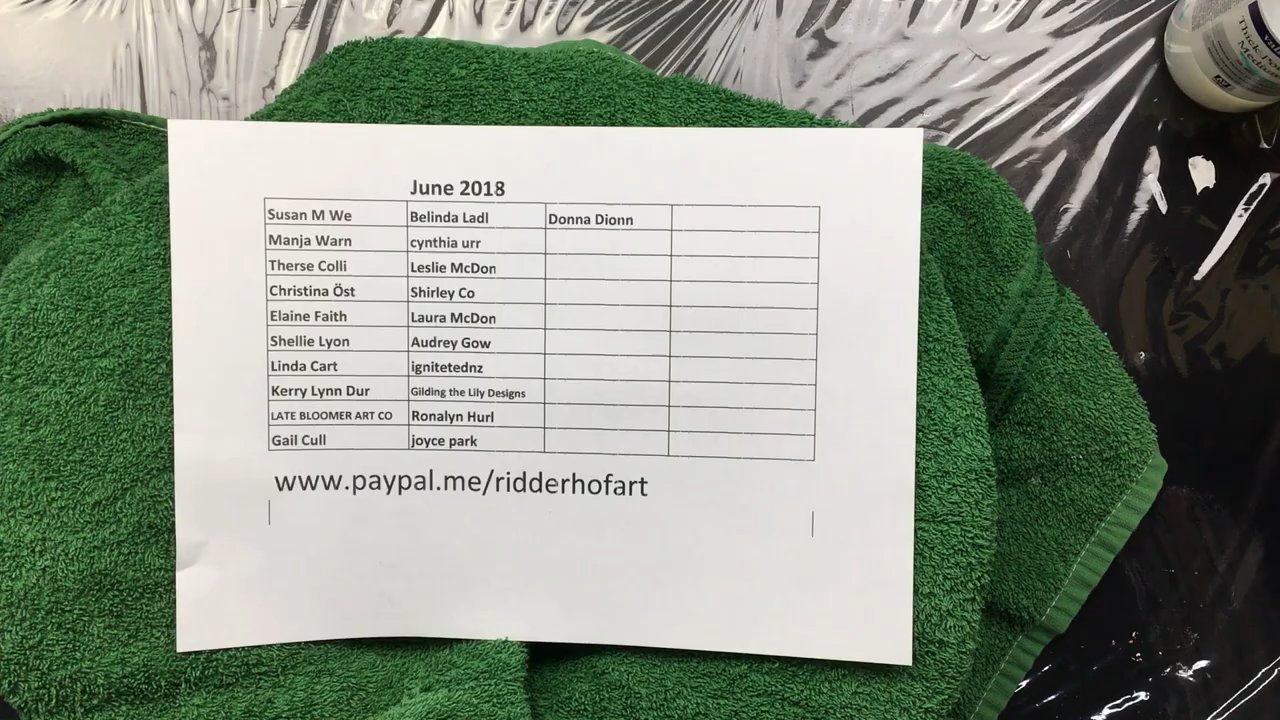 June 2018
Susan M We Belinda Ladl Donna Dionn
Manja Warn cynthia urr
Therse Colli Leslie McDon
Christina Öst Shirley Co
Elaine Faith Laura McDon
Shellie Lyon Audrey Gow
Linda Cart ignitetednz
Kerry Lynn Dur Gilding the Lily Designs
LATE BLOOMER ART CO Ronalyn Hurl
Gail Cull joyce park
www.paypal.me/ridderhofart